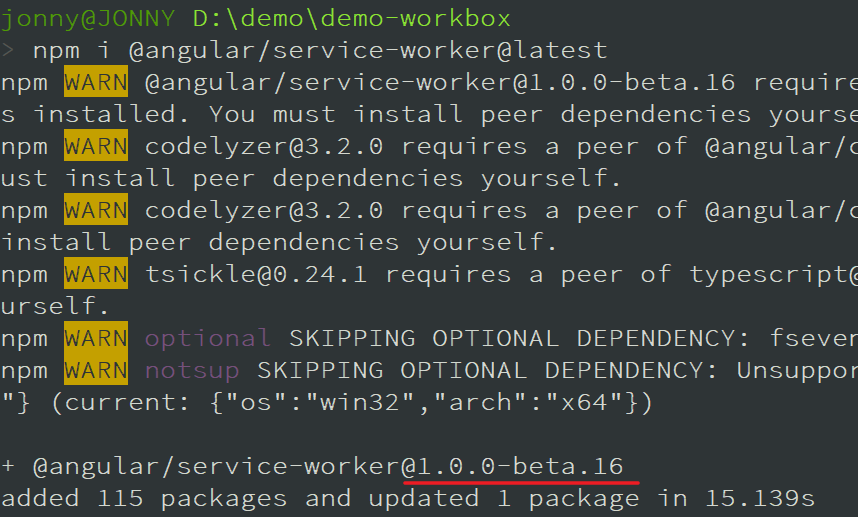 jonny@JONNY D:\demo\demo-workbox
> npm i @angular/service-worker@latest
npm WARN @angular/service-worker@1.0.0-beta.16 require
s installed. You must install peer dependencies yourse
npm WARN codelyzer@3.2.0 requires a peer of @angular/c
ust install peer dependencies yourself.
npm WARN codelyzer@3.2.0 requires a peer of @angular/c
install peer dependencies yourself.
npm WARN tsickle@0.24.1 requires a peer of typescript@
urself.
npm WARN optional SKIPPING OPTIONAL DEPENDENCY: fseven
npm WARN notsup SKIPPING OPTIONAL DEPENDENCY: Unsuppor
"} (current: {"os":"win32","arch":"x64"})
+ @angular/service-worker@1.0.0-beta.16
added 115 packages and updated 1 package in 15.139s